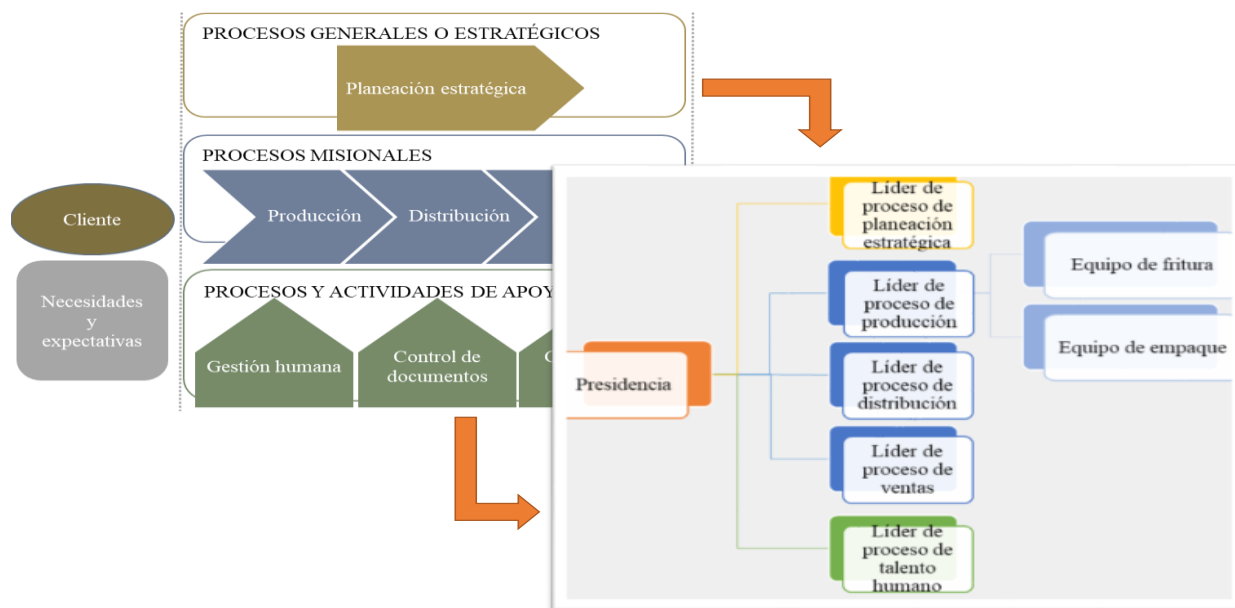 PROCESOS GENERALES O ESTRATÉGICOS
Planeación estratégica
PROCESOS MISIONALES
Producción
Distribución
Cliente
Necesidades
y
expectativas
PROCESOS Y ACTIVIDADES DE APOY
Gestión humana
Control de
documentos
Presidencia
Líder de
proceso de
planeación
estratégica
Líder de
proceso de
producción
Equipo de fritura
Equipo de empaque
Líder de
proceso de
distribución
Líder de
proceso de
ventas
Líder de
proceso de
talento
humano